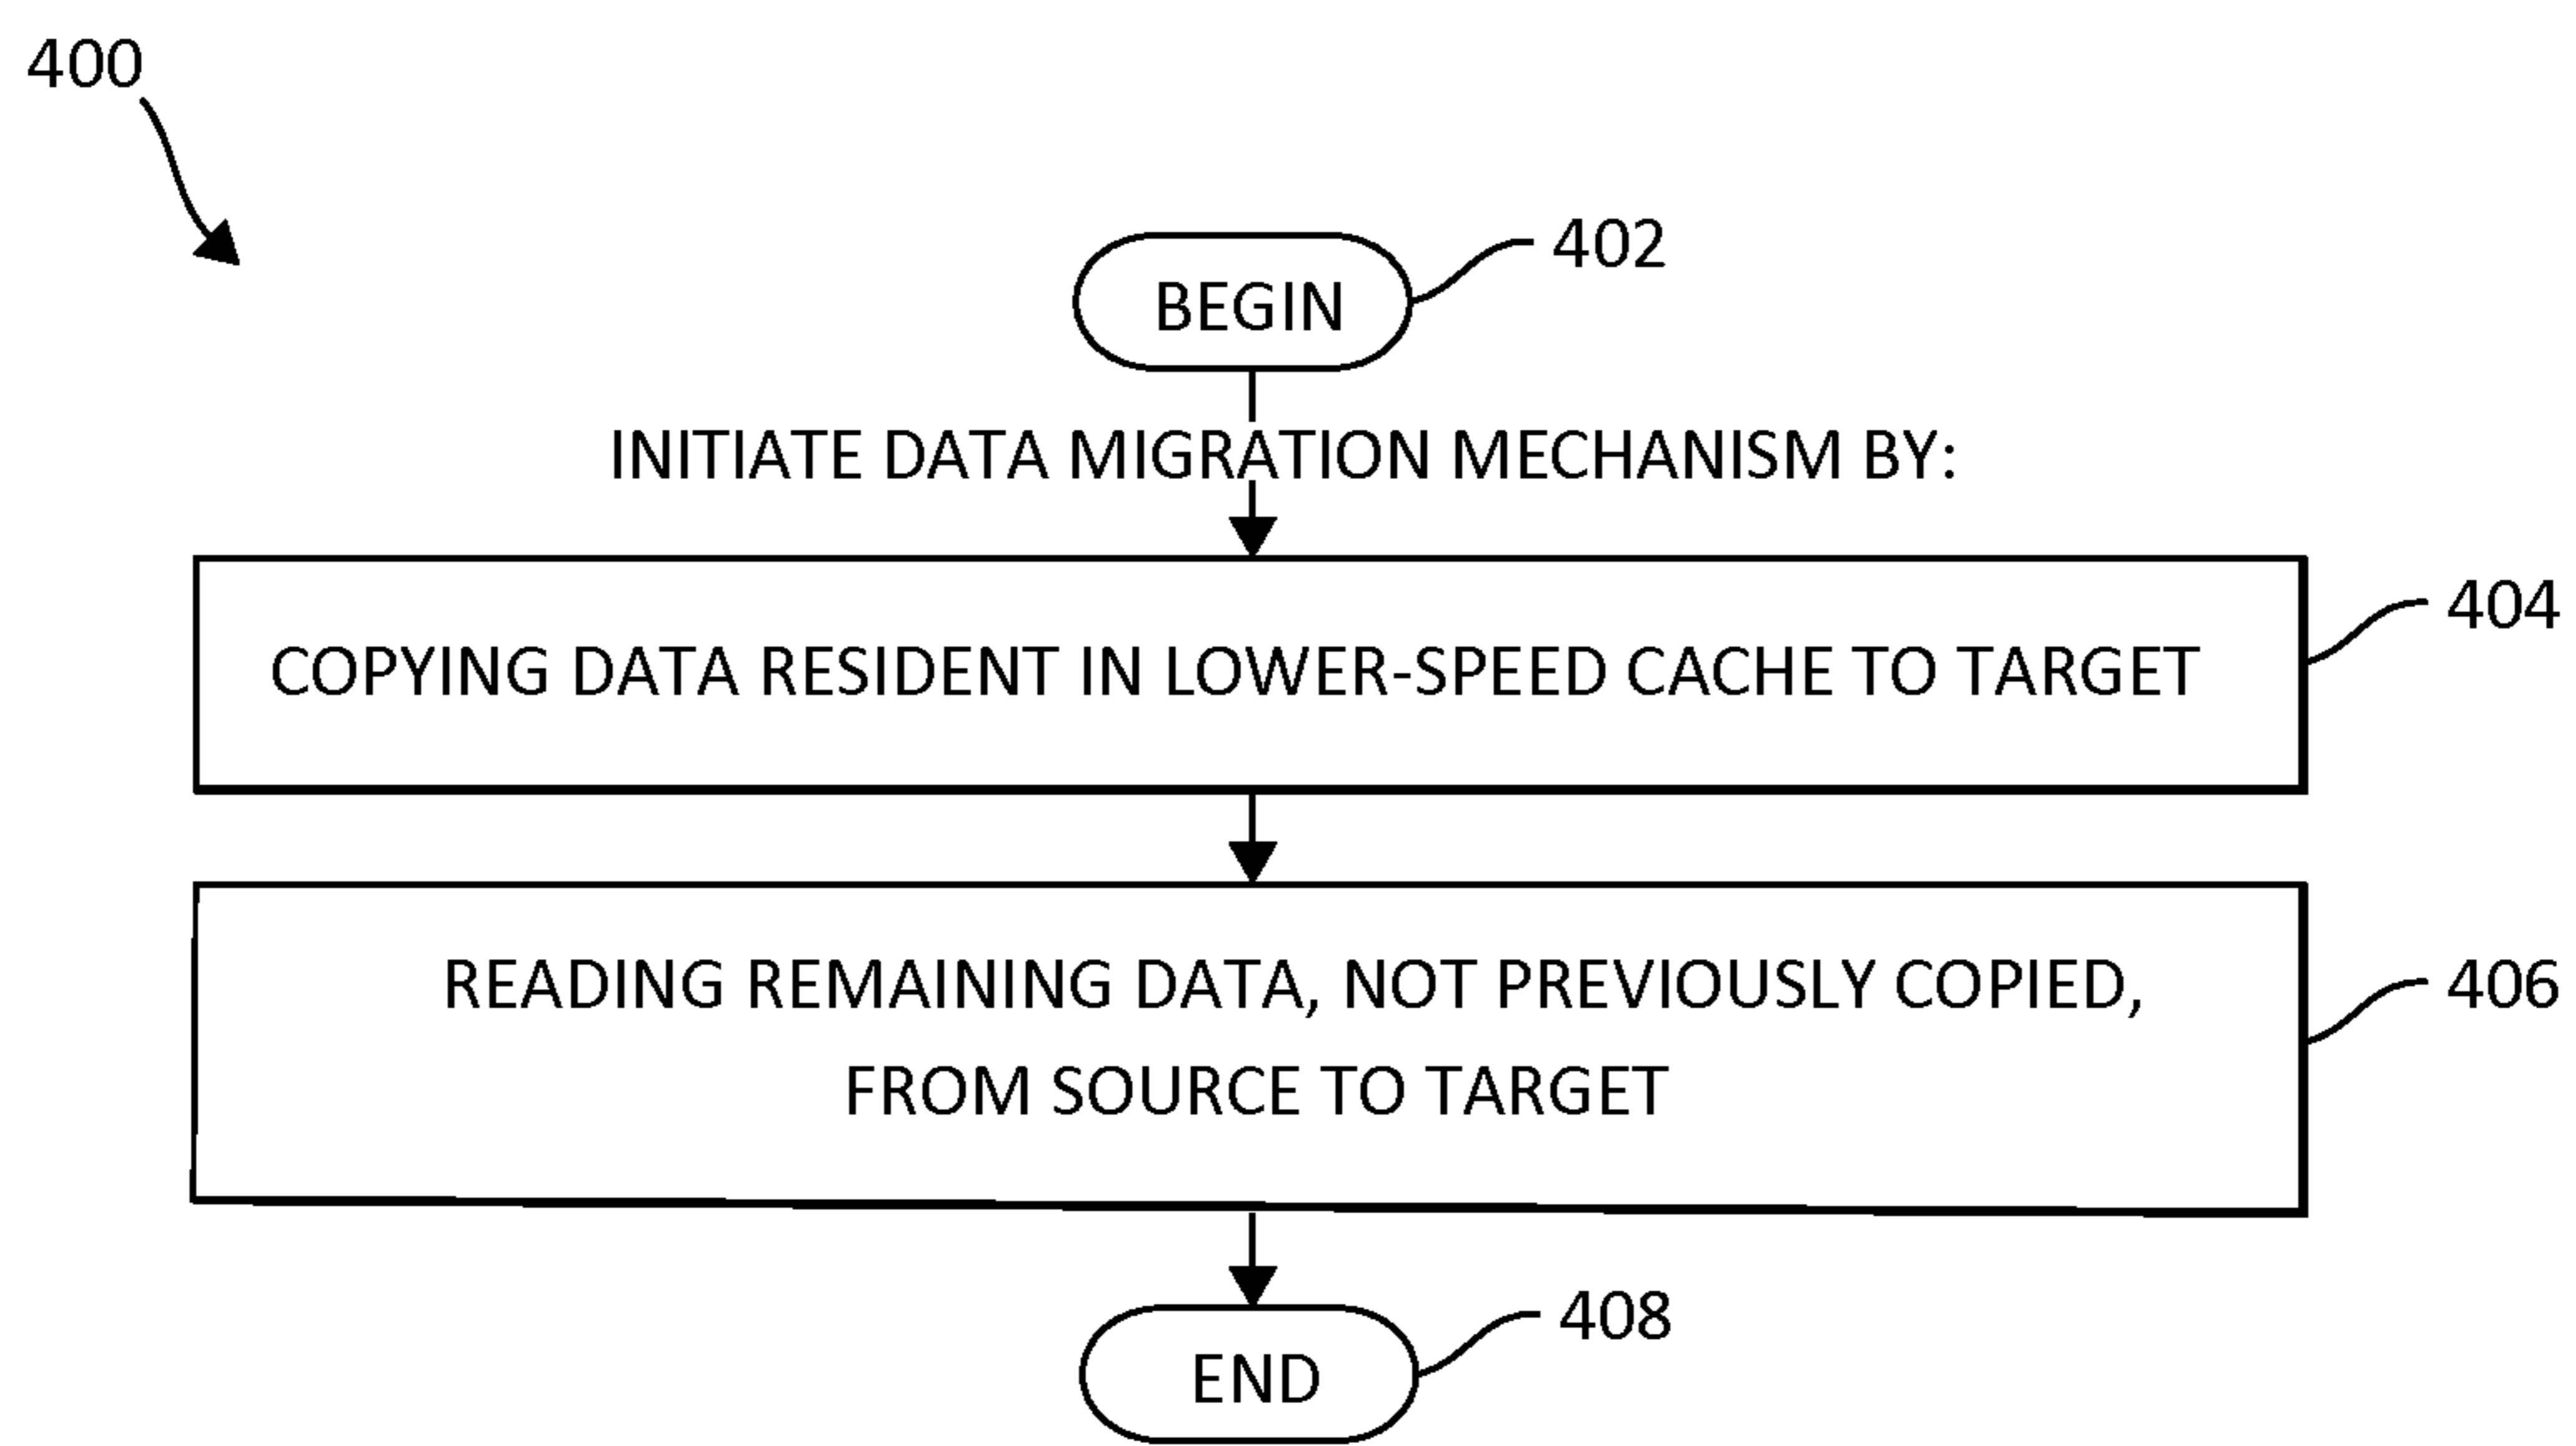 400
BEGIN
402
INITIATE DATA MIGRATION MECHANISM BY:
404
COPYING DATA RESIDENT IN LOWER-SPEED CACHE TO TARGET
READING REMAINING DATA, NOT PREVIOUSLY COPIED,
406
FROM SOURCE TO TARGET
408
END